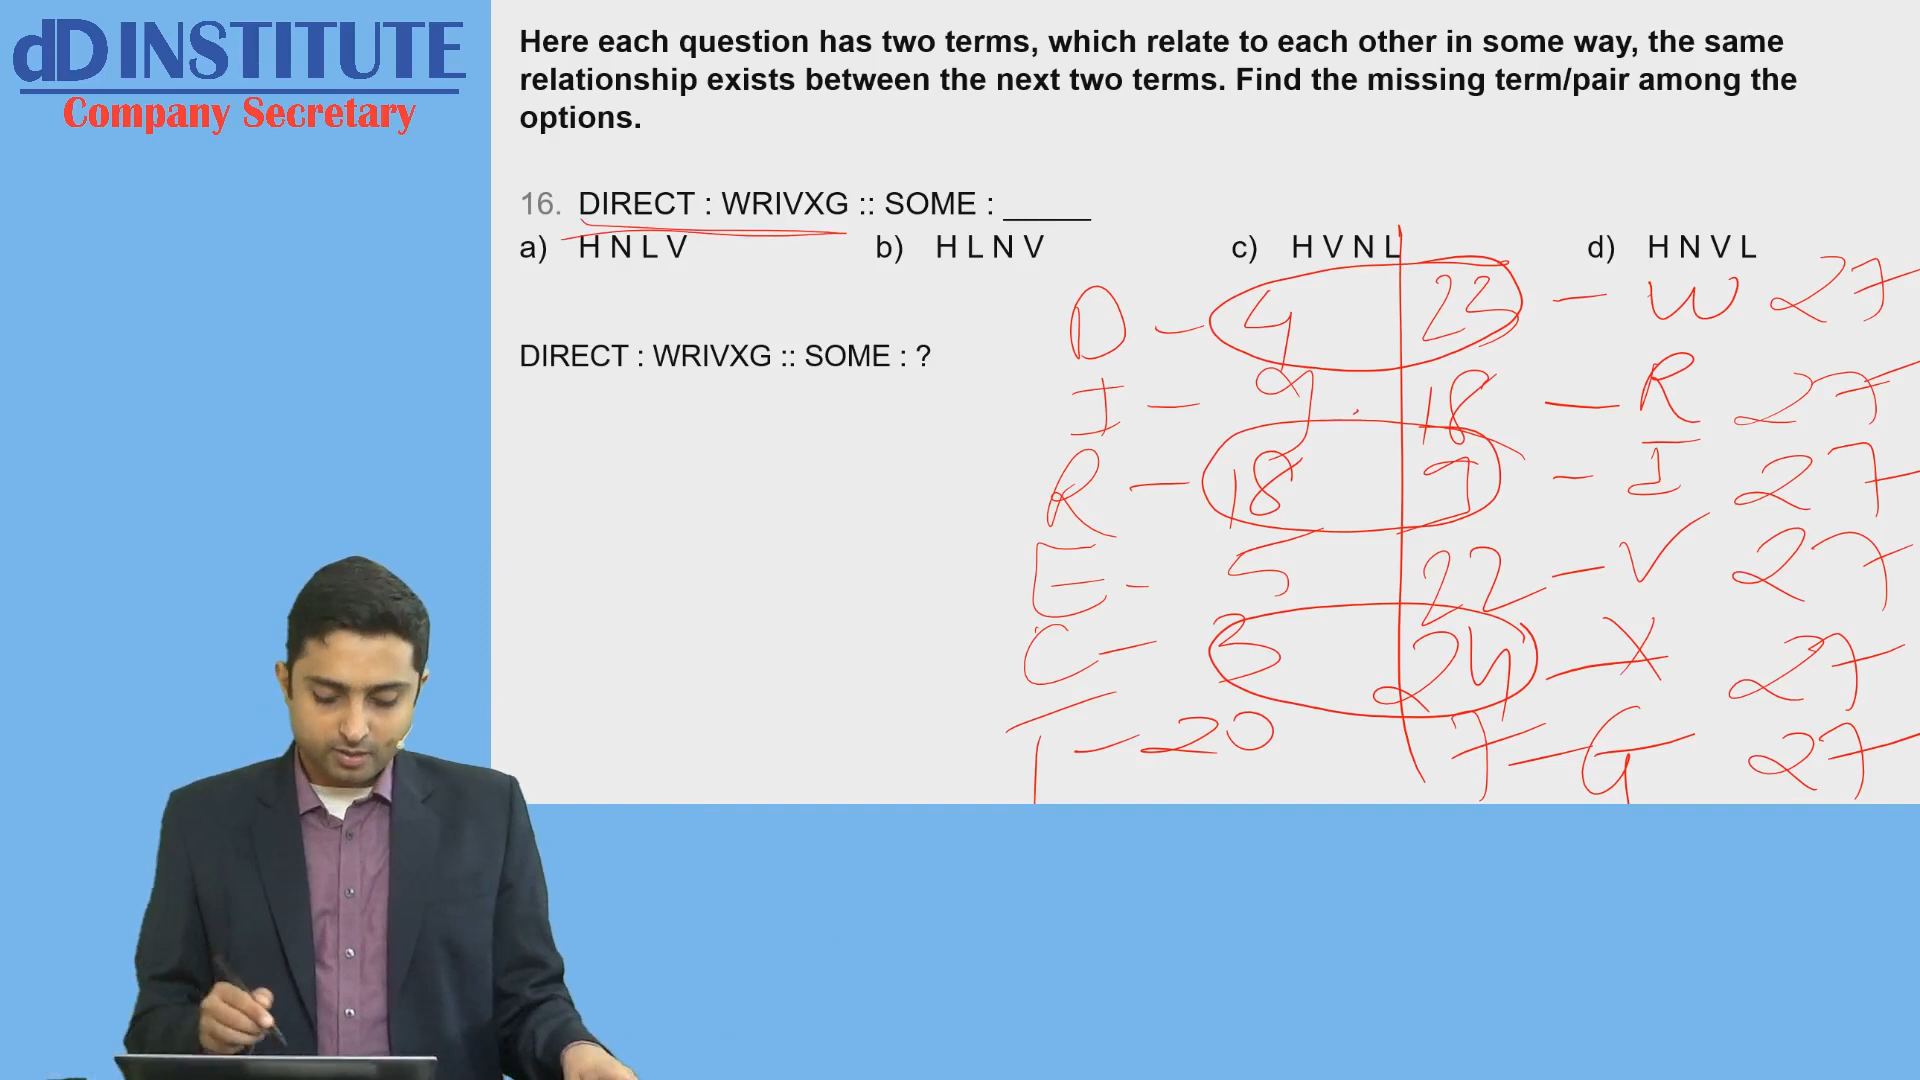 dD INSTITUTE
Company Secretary
Here each question has two terms, which relate to each other in some way, the same
relationship exists between the next two terms. Find the missing term/pair among the
options.
16. DIRECT : WRIVXG :: SOME : _____
a) H N L V b) H L N V c) H V N L d) H N V L
DIRECT : WRIVXG :: SOME : ?
D - 4 23 - W 27
I - 9 18 - R 27
R - 18 9 - I 27
E - 5 22 - V 27
C - 3 24 - X 27
T - 20 7 - G 27